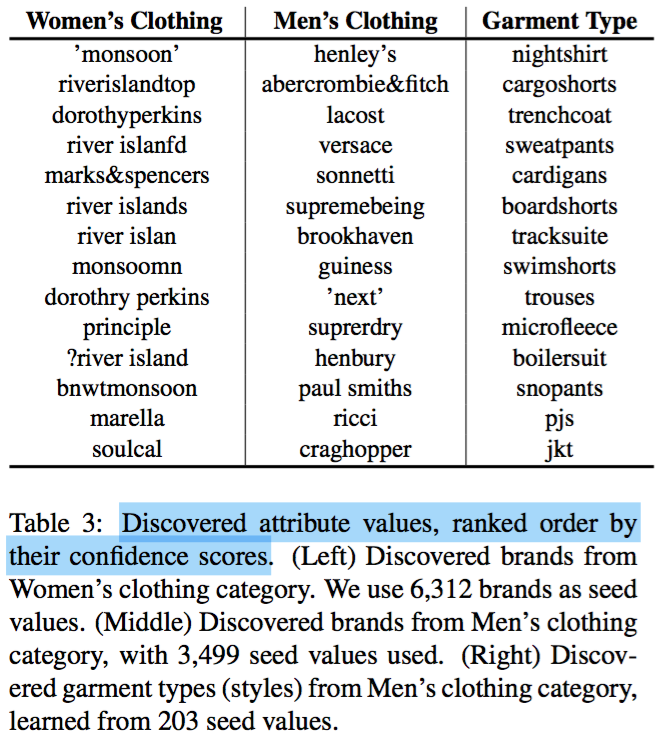 Women’s Clothing Men’s Clothing Garment Type
’monsoon’ henley’s nightshirt
riverislandtop abercrombie&fitch cargoshorts
dorothyperkins lacost trenchcoat
river islanfd versace sweatpants
marks&spencers sonnetti cardigans
river islands supremebeing boardshorts
river islan brookhaven tracksuite
monsoomn guiness swimshorts
dorothry perkins ’next’ trouses
principle suprerdry microfleece
?river island henbury boilersuit
bnwtmonsoon paul smiths snopants
marella ricci pjs
soulcal craghopper jkt
Table 3: Discovered attribute values, ranked order by
their confidence scores. (Left) Discovered brands from
Women’s clothing category. We use 6,312 brands as seed
values. (Middle) Discovered brands from Men’s clothing
category, with 3,499 seed values used. (Right) Discov-
ered garment types (styles) from Men’s clothing category,
learned from 203 seed values.